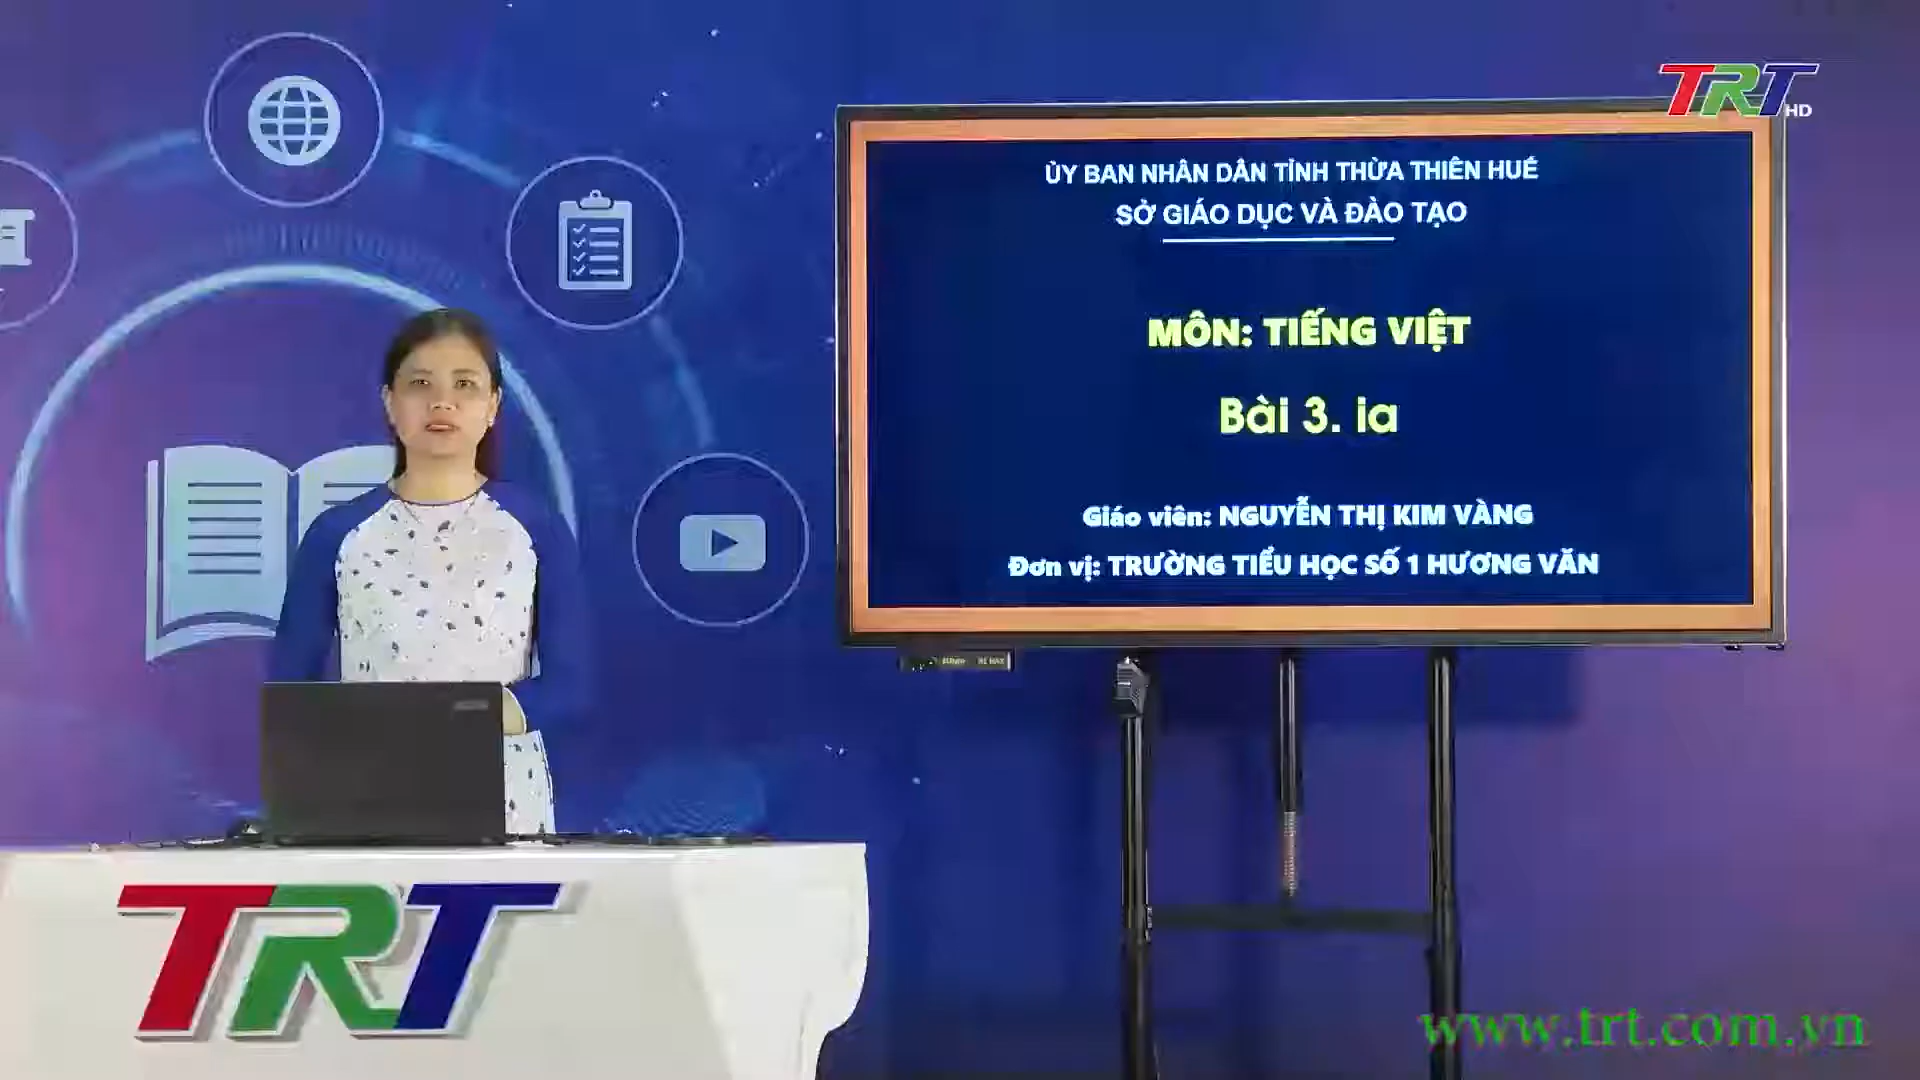 TRT HD
ỦY BAN NHÂN DÂN TỈNH THỪA THIÊN HUẾ
SỞ GIÁO DỤC VÀ ĐÀO TẠO
MÔN: TIẾNG VIỆT
Bài 3. ia
Giáo viên: NGUYỄN THỊ KIM VÀNG
Đơn vị: TRƯỜNG TIỂU HỌC SỐ 1 HƯƠNG VĂN
TRT
www.trt.com.vn